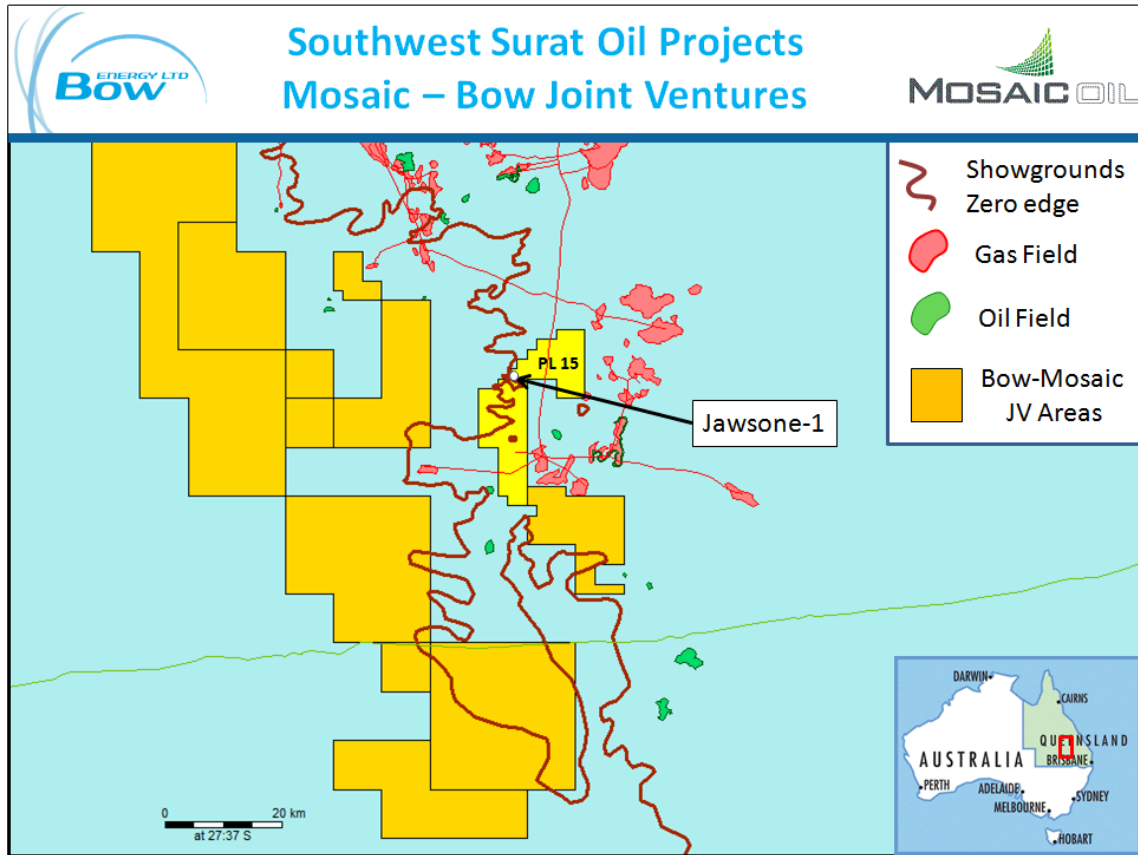 Southwest Surat Oil Projects
Mosaic – Bow Joint Ventures
BOW ENERGY LTD
MOSAIC OIL
Showgrounds
Zero edge
Gas Field
Oil Field
Bow-Mosaic
JV Areas
PL 15
Jawsone-1
20 km
at 27:37 S
DARWIN
CAIRNS
QUEENSLAND
AUSTRALIA
BRISBANE
PERTH
ADELAIDE
SYDNEY
MELBOURNE
HOBART